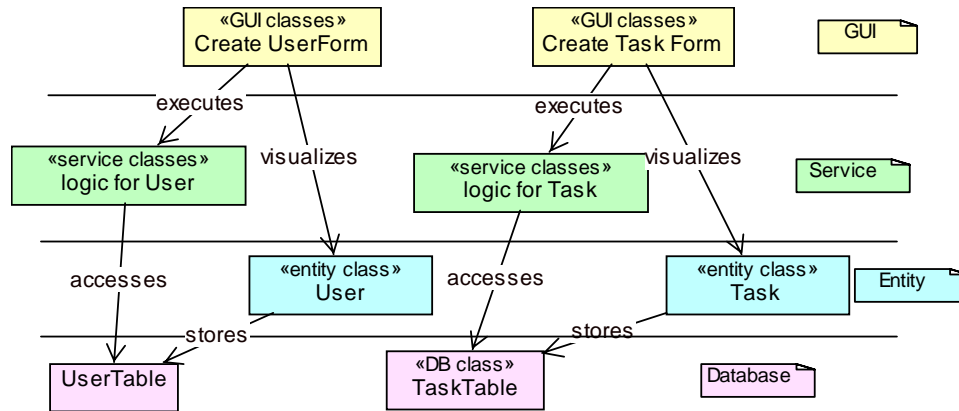 «GUI classes»
Create UserForm
«GUI classes»
Create Task Form
GUI
executes
executes
«service classes»
logic for User
visualizes
«service classes»
logic for Task
visualizes
Service
accesses
«entity class»
User
accesses
«entity class»
Task
Entity
stores
stores
UserTable
«DB class»
TaskTable
Database